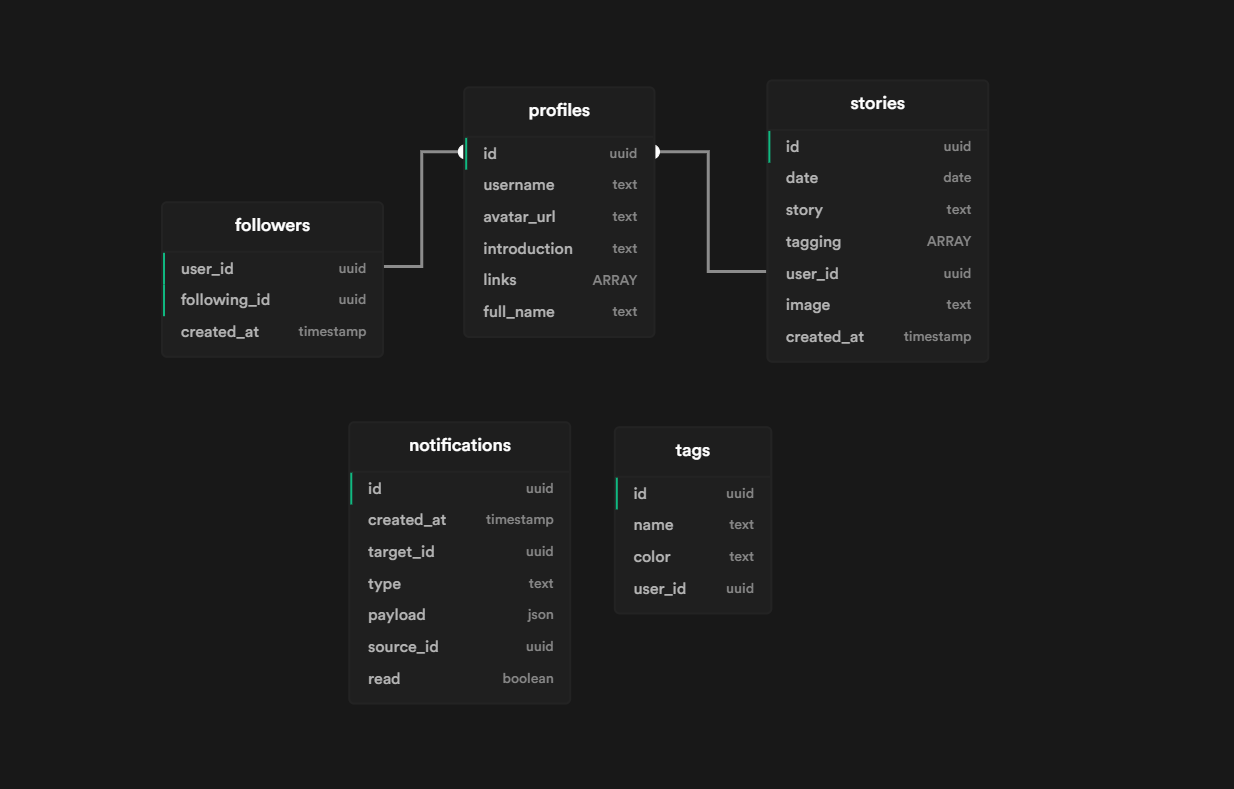 profiles
id uuid
username text
avatar_url text
introduction text
links ARRAY
full_name text
stories
id uuid
date date
story text
tagging ARRAY
user_id uuid
image text
created_at timestamp
followers
user_id uuid
following_id uuid
created_at timestamp
notifications
id uuid
created_at timestamp
target_id uuid
type text
payload json
source_id uuid
read boolean
tags
id uuid
name text
color text
user_id uuid